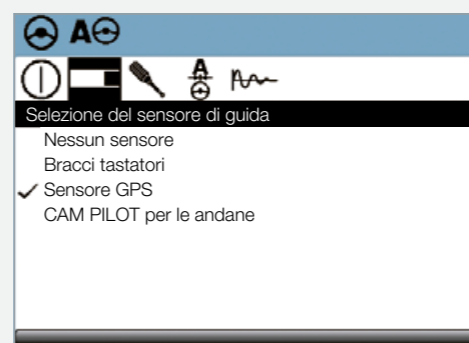 A
A
Selezione del sensore di guida
Nessun sensore
Bracci tastatori
Sensore GPS
CAM PILOT per le andane